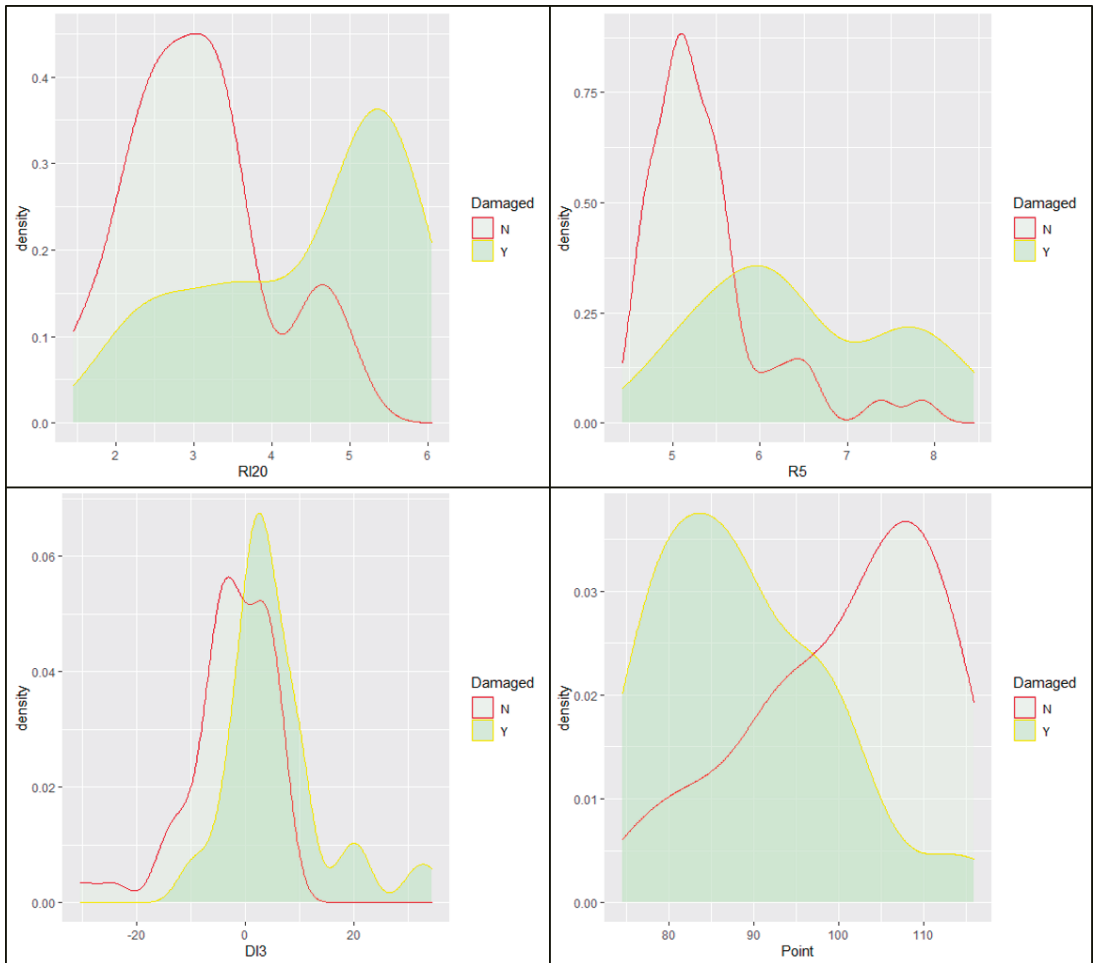 0.4
0.3
0.2
0.1
0.0
density
2 3 4 5 6
RI20
Damaged
N
Y
0.75
0.50
0.25
0.00
density
5 6 7 8
R5
Damaged
N
Y
0.06
0.04
0.02
0.00
density
-20 0 20
DI3
Damaged
N
Y
0.03
0.02
0.01
0.00
density
80 90 100 110
Point
Damaged
N
Y